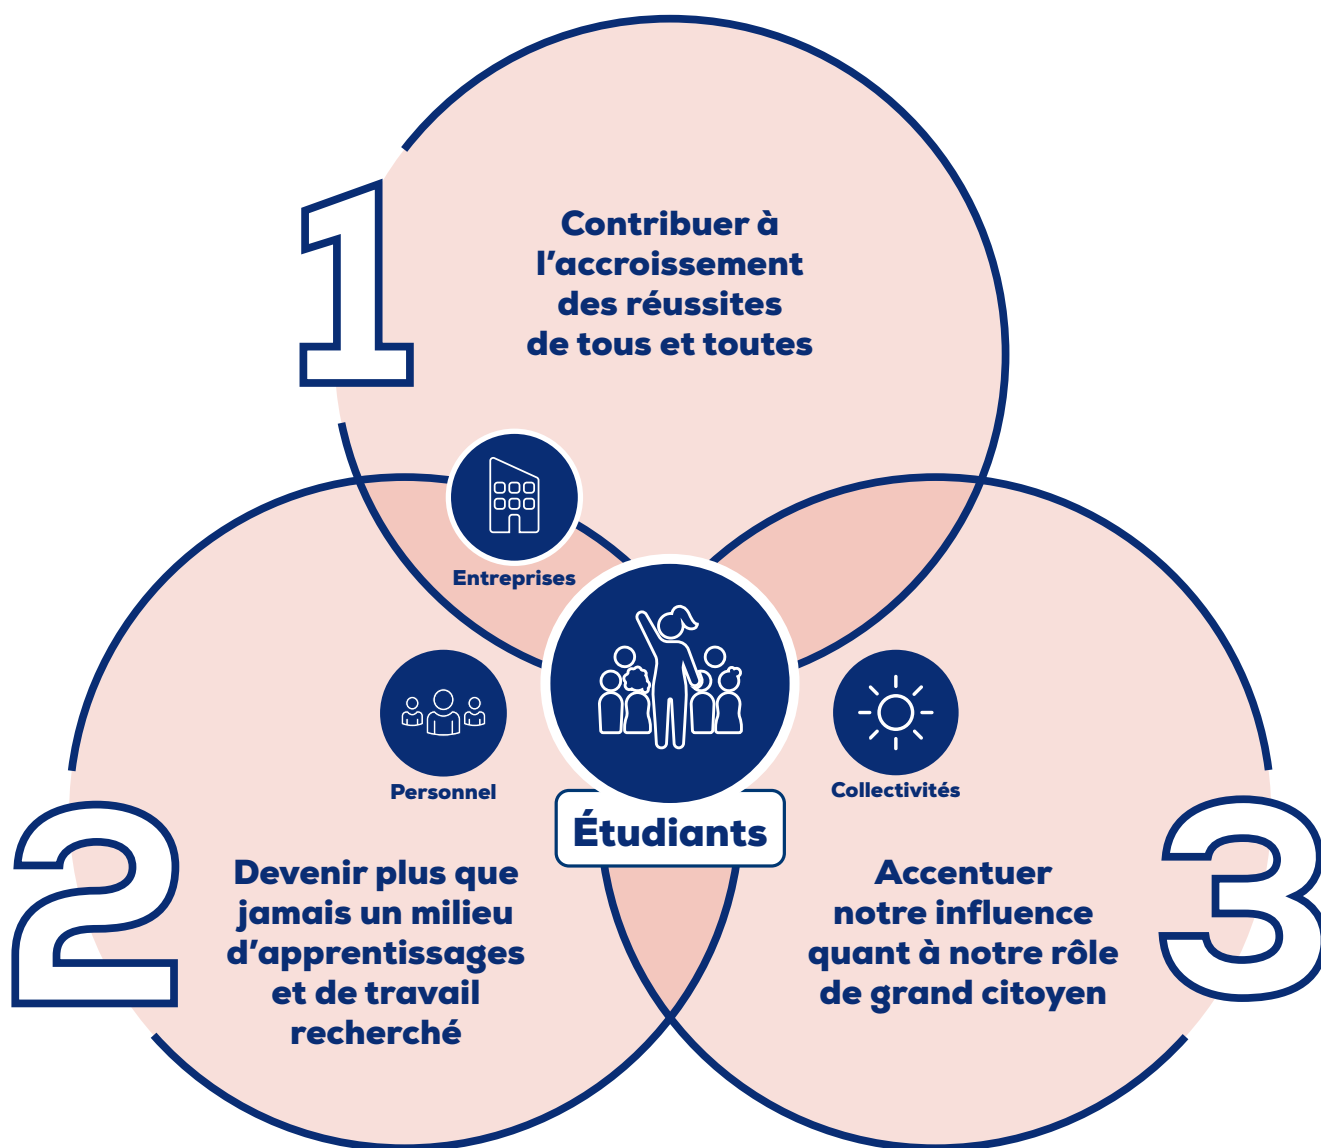 1
Contribuer à
l’accroissement
des réussites
de tous et toutes
Entreprises
Personnel
Collectivités
Étudiants
2
Devenir plus que
jamais un milieu
d’apprentissages
et de travail
recherché
3
Accentuer
notre influence
quant à notre rôle
de grand citoyen